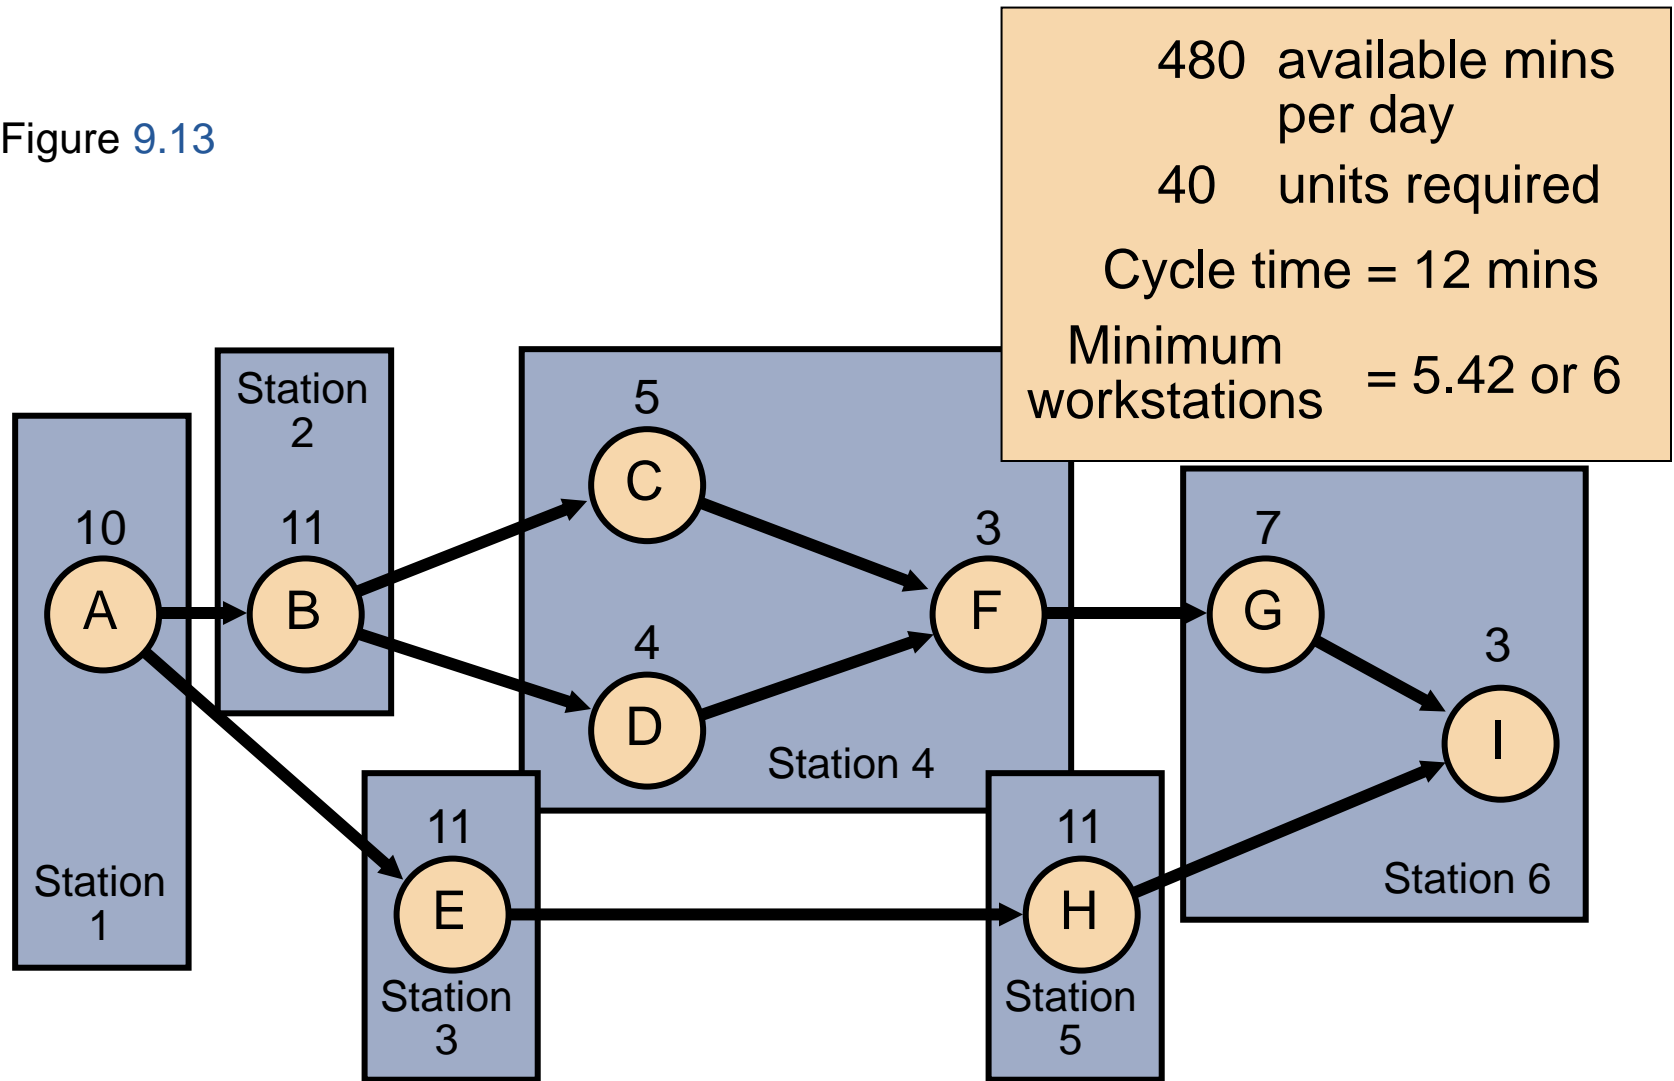 Figure 9.13
480 available mins
per day
40 units required
Cycle time = 12 mins
Minimum
workstations = 5.42 or 6
Station
2
5
C
10
A
11
B
3
F
7
G
4
D
3
I
Station 4
11
E
11
H
Station 6
Station
1
Station
3
Station
5